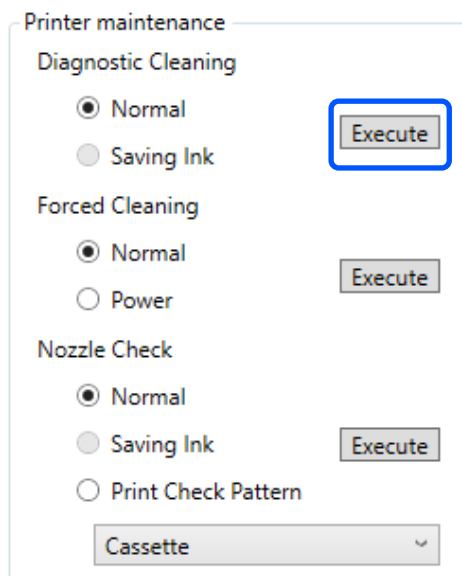 Printer maintenance
Diagnostic Cleaning
Normal
Execute
Saving Ink
Forced Cleaning
Normal
Execute
Power
Nozzle Check
Normal
Saving Ink
Execute
Print Check Pattern
Cassette